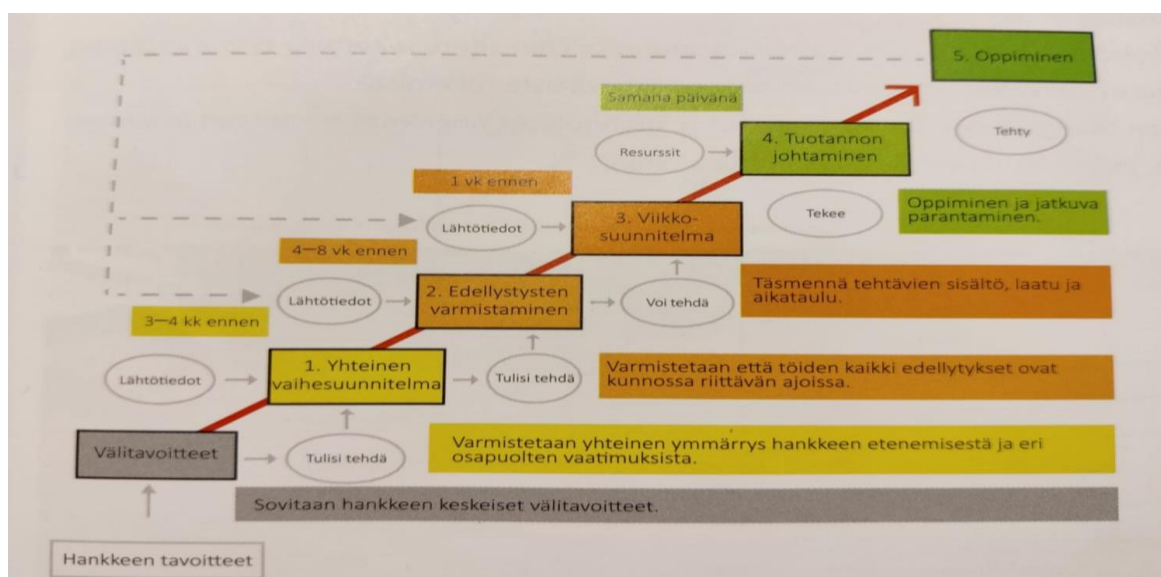 5. Oppiminen
Samana päivänä
Tehty
Resurssit
4. Tuotannon
johtaminen
1 vk ennen
Oppiminen ja jatkuva
parantaminen.
Tekee
Lähtötiedot
3. Viikko-
suunnitelma
4—8 vk ennen
Täsmennä tehtävien sisältö, laatu ja
aikataulu.
Lähtötiedot
2. Edellystysten
varmistaminen
Voi tehdä
3—4 kk ennen
Varmistetaan että töiden kaikki edellytykset ovat
kunnossa riittävän ajoissa.
Lähtötiedot
1. Yhteinen
vaihesuunnitelma
Tulisi tehdä
Varmistetaan yhteinen ymmärrys hankkeen etenemisestä ja eri
osapuolten vaatimuksista.
Välitavoitteet
Tulisi tehdä
Sovitaan hankkeen keskeiset välitavoitteet.
Hankkeen tavoitteet